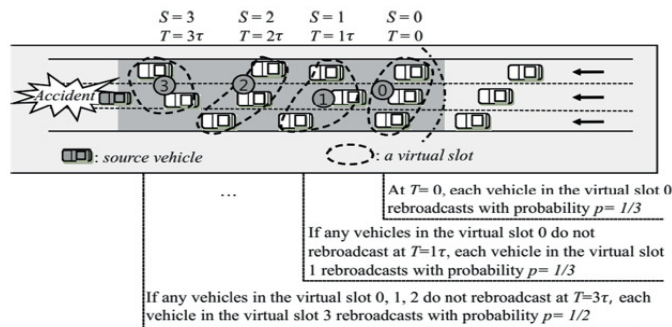 S = 3 S = 2 S = 1 S = 0
T = 3τ T = 2τ T = 1τ T = 0
Accident
3
2
1
0
: source vehicle
: a virtual slot
...
At T= 0, each vehicle in the virtual slot 0
rebroadcasts with probability p= 1/3
If any vehicles in the virtual slot 0 do not
rebroadcast at T=1τ, each vehicle in the virtual slot
1 rebroadcasts with probability p= 1/3
If any vehicles in the virtual slot 0, 1, 2 do not rebroadcast at T=3τ, each
vehicle in the virtual slot 3 rebroadcasts with probability p= 1/2